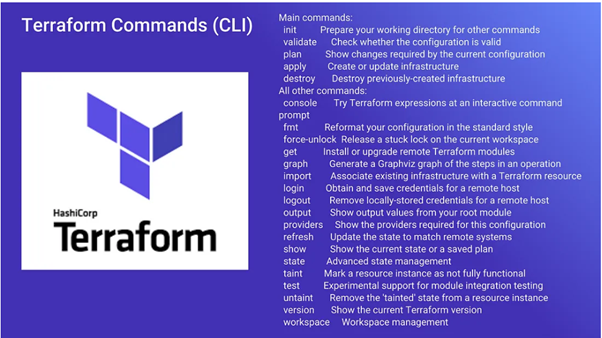 Terraform Commands (CLI)
HashiCorp
Terraform
Main commands:
init Prepare your working directory for other commands
validate Check whether the configuration is valid
plan Show changes required by the current configuration
apply Create or update infrastructure
destroy Destroy previously-created infrastructure
All other commands:
console Try Terraform expressions at an interactive command
prompt
fmt Reformat your configuration in the standard style
force-unlock Release a stuck lock on the current workspace
get Install or upgrade remote Terraform modules
graph Generate a Graphviz graph of the steps in an operation
import Associate existing infrastructure with a Terraform resource
login Obtain and save credentials for a remote host
logout Remove locally-stored credentials for a remote host
output Show output values from your root module
providers Show the providers required for this configuration
refresh Update the state to match remote systems
show Show the current state or a saved plan
state Advanced state management
taint Mark a resource instance as not fully functional
test Experimental support for module integration testing
untaint Remove the 'tainted' state from a resource instance
version Show the current Terraform version
workspace Workspace management